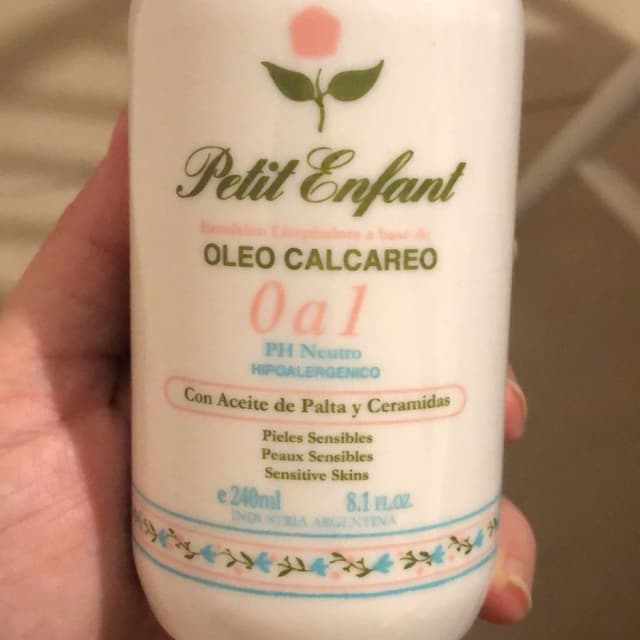 Petit Enfant
Emulsion Limpiadora a base de
OLEO CALCAREO
0 a 1
PH Neutro
HIPOALERGENICO
Con Aceite de Palta y Ceramidas
Pieles Sensibles
Peaux Sensibles
Sensitive Skins
e 240ml 8.1 FL.OZ
INDUSTRIA ARGENTINA